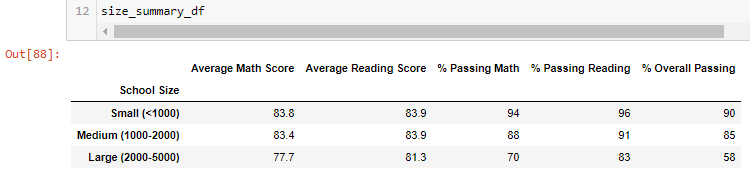 12 size_summary_df
Out[88]:
Average Math Score Average Reading Score % Passing Math % Passing Reading % Overall Passing
School Size
Small (<1000) 83.8 83.9 94 96 90
Medium (1000-2000) 83.4 83.9 88 91 85
Large (2000-5000) 77.7 81.3 70 83 58